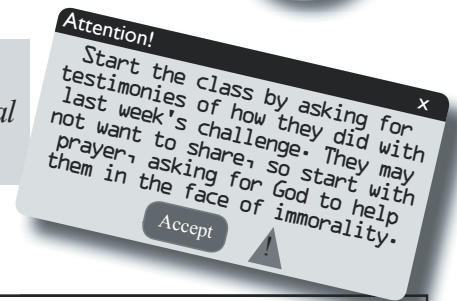 Attention!
x
Start the class by asking for
testimonies of how they did with
last week's challenge. They may
not want to share, so start with
prayer, asking for God to help
them in the face of immorality.
Accept
!
al